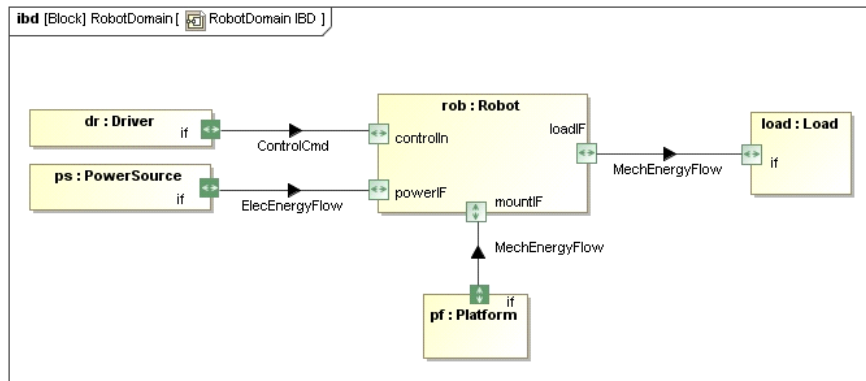 ibd [Block] RobotDomain [ RobotDomain IBD ]
dr : Driver
if
ControlCmd
ps : PowerSource
if
ElecEnergyFlow
rob : Robot
controlIn
powerIF
loadIF
mountIF
MechEnergyFlow
load : Load
if
MechEnergyFlow
if
pf : Platform